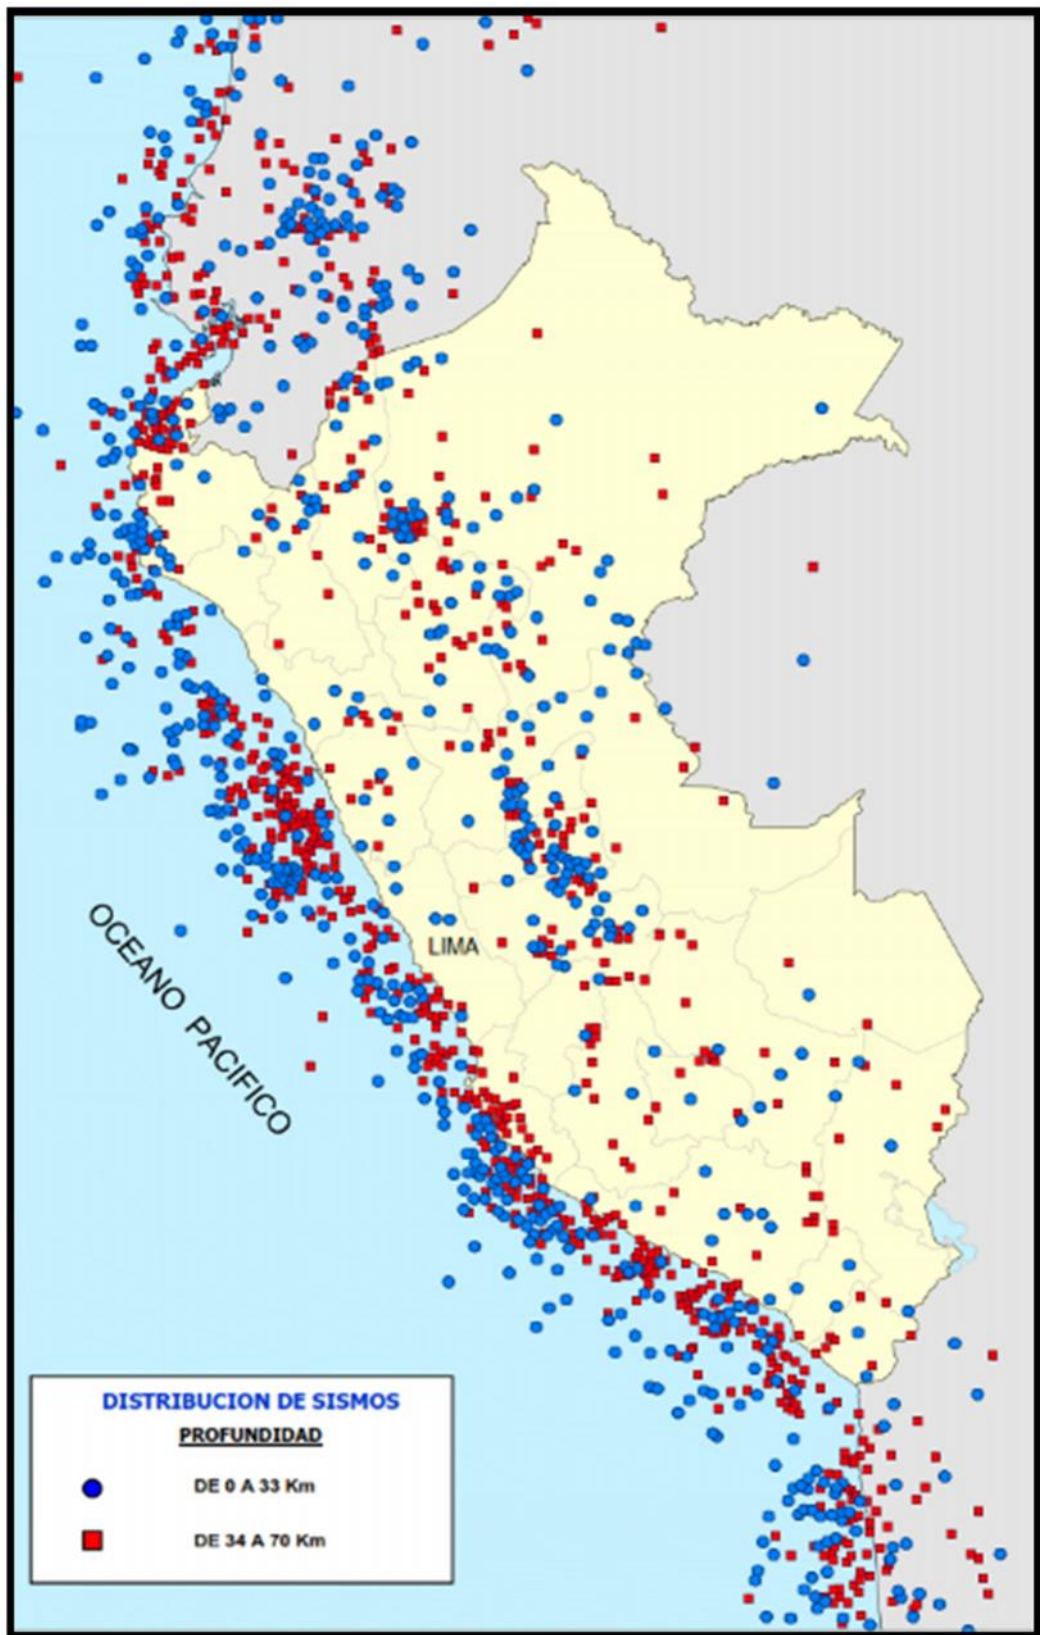 LIMA
OCEANO PACIFICO
DISTRIBUCION DE SISMOS
PROFUNDIDAD
DE 0 A 33 Km
DE 34 A 70 Km